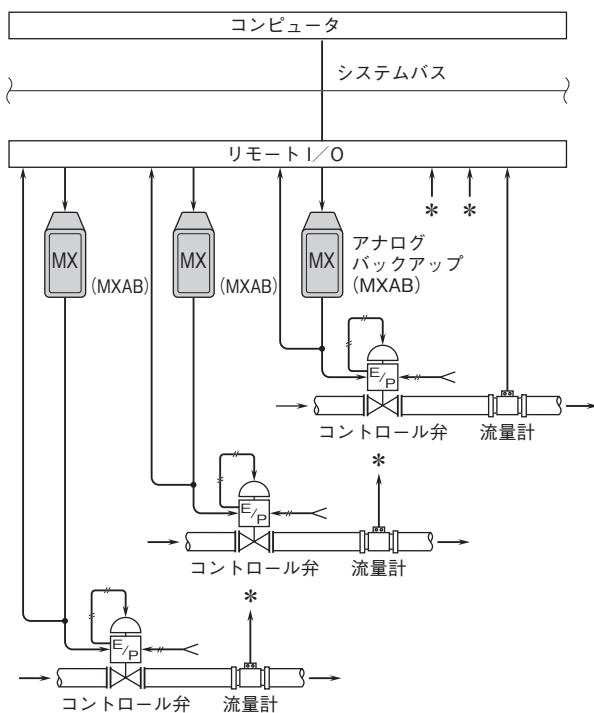 コンピュータ
システムバス
リモートI/O
* *
MX
(MXAB)
MX
(MXAB)
MX
アナログ
バックアップ
(MXAB)
E/P
コントロール弁
流量計
*
E/P
コントロール弁
流量計
*
E/P
コントロール弁
流量計